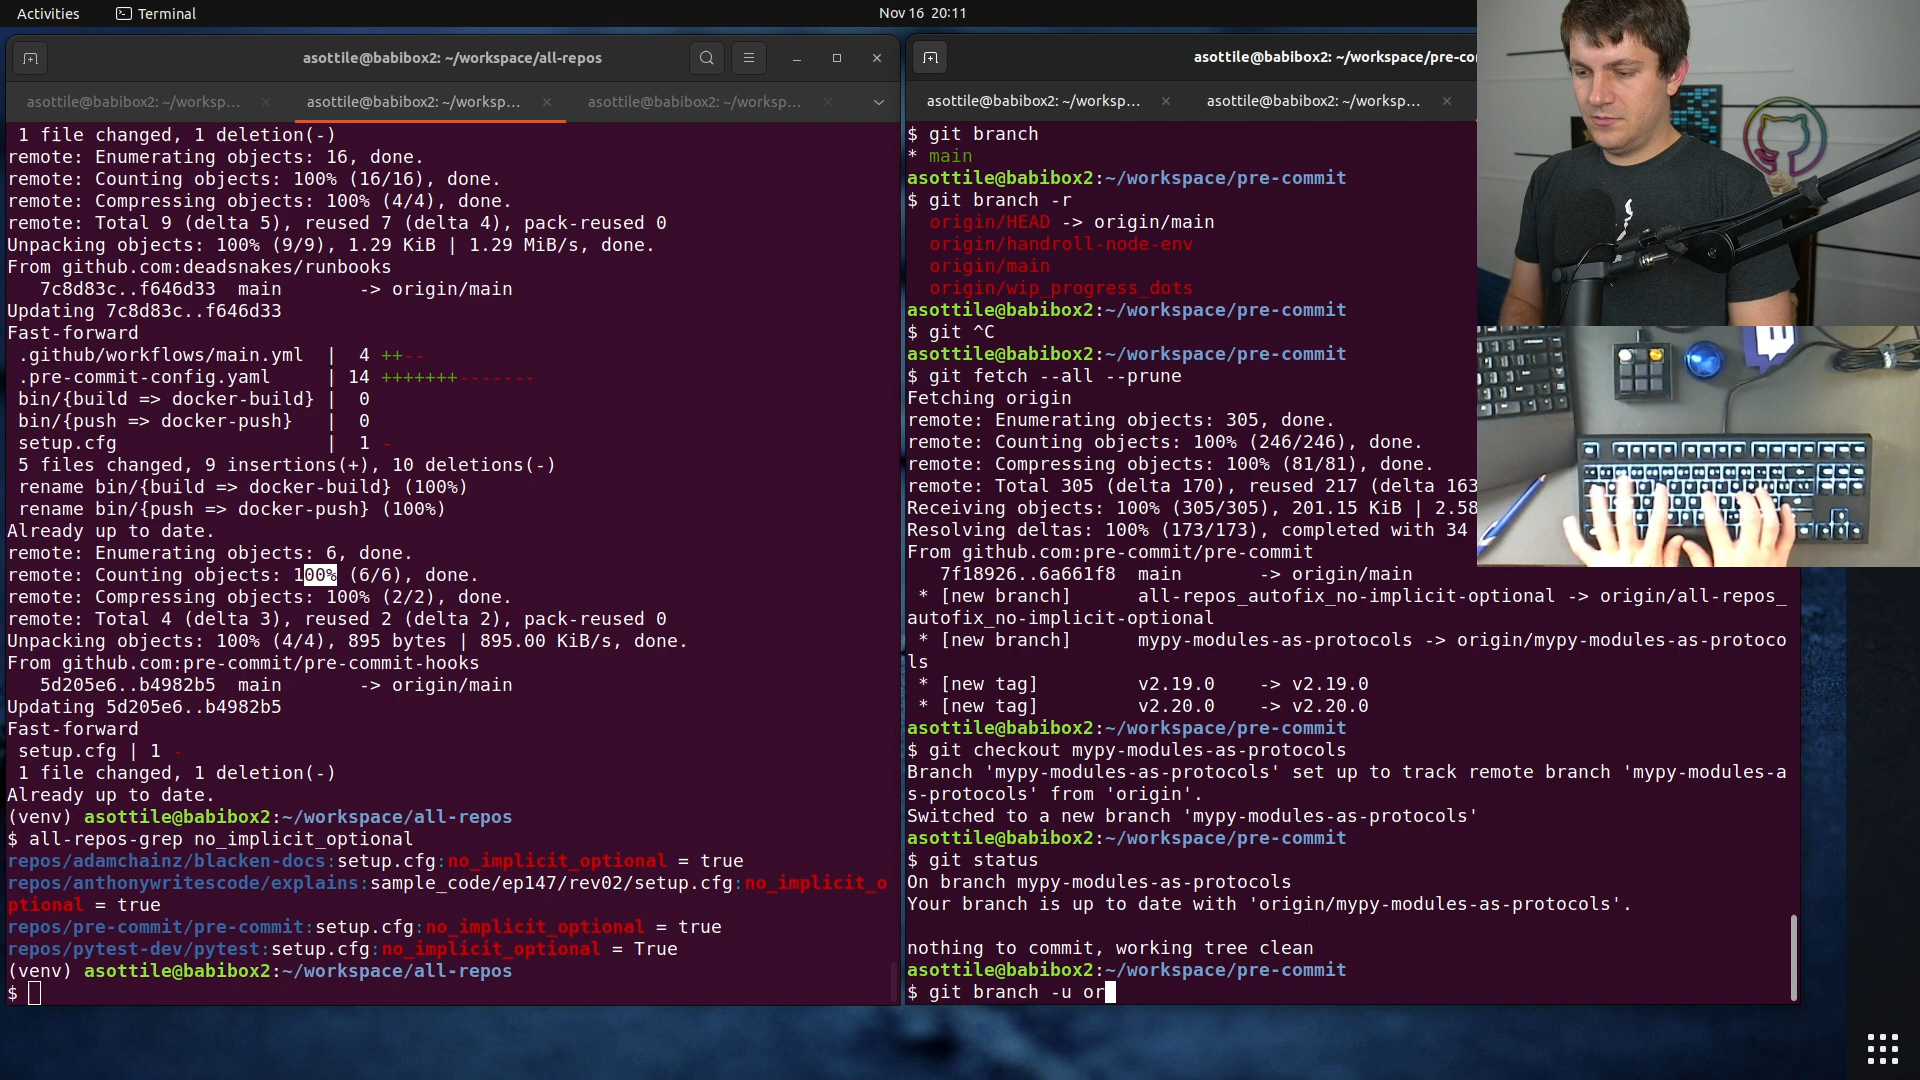 Activities
Terminal
Nov 16 20:11
asottile@babibox2: ~/workspace/all-repos
asottile@babibox2: ~/worksp...
asottile@babibox2: ~/worksp...
asottile@babibox2: ~/worksp...
1 file changed, 1 deletion(-)
remote: Enumerating objects: 16, done.
remote: Counting objects: 100% (16/16), done.
remote: Compressing objects: 100% (4/4), done.
remote: Total 9 (delta 5), reused 7 (delta 4), pack-reused 0
Unpacking objects: 100% (9/9), 1.29 KiB | 1.29 MiB/s, done.
From github.com:deadsnakes/runbooks
7c8d83c..f646d33  main       -> origin/main
Updating 7c8d83c..f646d33
Fast-forward
.github/workflows/main.yml  |  4 ++--
.pre-commit-config.yaml     | 14 +++++++-------
bin/{build => docker-build} |  0
bin/{push => docker-push}   |  0
setup.cfg                   |  1 -
5 files changed, 9 insertions(+), 10 deletions(-)
rename bin/{build => docker-build} (100%)
rename bin/{push => docker-push} (100%)
Already up to date.
remote: Enumerating objects: 6, done.
remote: Counting objects: 100% (6/6), done.
remote: Compressing objects: 100% (2/2), done.
remote: Total 4 (delta 3), reused 2 (delta 2), pack-reused 0
Unpacking objects: 100% (4/4), 895 bytes | 895.00 KiB/s, done.
From github.com:pre-commit/pre-commit-hooks
5d205e6..b4982b5  main       -> origin/main
Updating 5d205e6..b4982b5
Fast-forward
setup.cfg | 1 -
1 file changed, 1 deletion(-)
Already up to date.
(venv) asottile@babibox2:~/workspace/all-repos
$ all-repos-grep no_implicit_optional
repos/adamchainz/blacken-docs:setup.cfg:no_implicit_optional = true
repos/anthonywritescode/explains:sample_code/ep147/rev02/setup.cfg:no_implicit_o
ptional = true
repos/pre-commit/pre-commit:setup.cfg:no_implicit_optional = true
repos/pytest-dev/pytest:setup.cfg:no_implicit_optional = True
(venv) asottile@babibox2:~/workspace/all-repos
$
asottile@babibox2: ~/workspace/pre-co
asottile@babibox2: ~/worksp...
asottile@babibox2: ~/worksp...
$ git branch
* main
asottile@babibox2:~/workspace/pre-commit
$ git branch -r
origin/HEAD -> origin/main
origin/handroll-node-env
origin/main
origin/wip_progress_dots
asottile@babibox2:~/workspace/pre-commit
$ git ^C
asottile@babibox2:~/workspace/pre-commit
$ git fetch --all --prune
Fetching origin
remote: Enumerating objects: 305, done.
remote: Counting objects: 100% (246/246), done.
remote: Compressing objects: 100% (81/81), done.
remote: Total 305 (delta 170), reused 217 (delta 163
Receiving objects: 100% (305/305), 201.15 KiB | 2.58
Resolving deltas: 100% (173/173), completed with 34
From github.com:pre-commit/pre-commit
7f18926..6a661f8  main       -> origin/main
* [new branch]      all-repos_autofix_no-implicit-optional -> origin/all-repos_
autofix_no-implicit-optional
* [new branch]      mypy-modules-as-protocols -> origin/mypy-modules-as-protoco
ls
* [new tag]         v2.19.0    -> v2.19.0
* [new tag]         v2.20.0    -> v2.20.0
asottile@babibox2:~/workspace/pre-commit
$ git checkout mypy-modules-as-protocols
Branch 'mypy-modules-as-protocols' set up to track remote branch 'mypy-modules-a
s-protocols' from 'origin'.
Switched to a new branch 'mypy-modules-as-protocols'
asottile@babibox2:~/workspace/pre-commit
$ git status
On branch mypy-modules-as-protocols
Your branch is up to date with 'origin/mypy-modules-as-protocols'.
nothing to commit, working tree clean
asottile@babibox2:~/workspace/pre-commit
$ git branch -u or